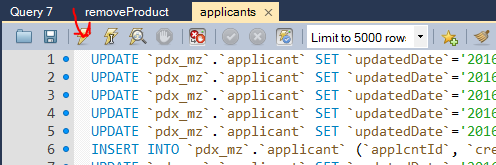 Query 7 removeProduct applicants
Limit to 5000 rows
1 UPDATE `pdx_mz`.`applicant` SET `updatedDate`='2016
2 UPDATE `pdx_mz`.`applicant` SET `updatedDate`='2016
3 UPDATE `pdx_mz`.`applicant` SET `updatedDate`='2016
4 UPDATE `pdx_mz`.`applicant` SET `updatedDate`='2016
5 UPDATE `pdx_mz`.`applicant` SET `updatedDate`='2016
6 INSERT INTO `pdx_mz`.`applicant` (`applcntId`, `cre